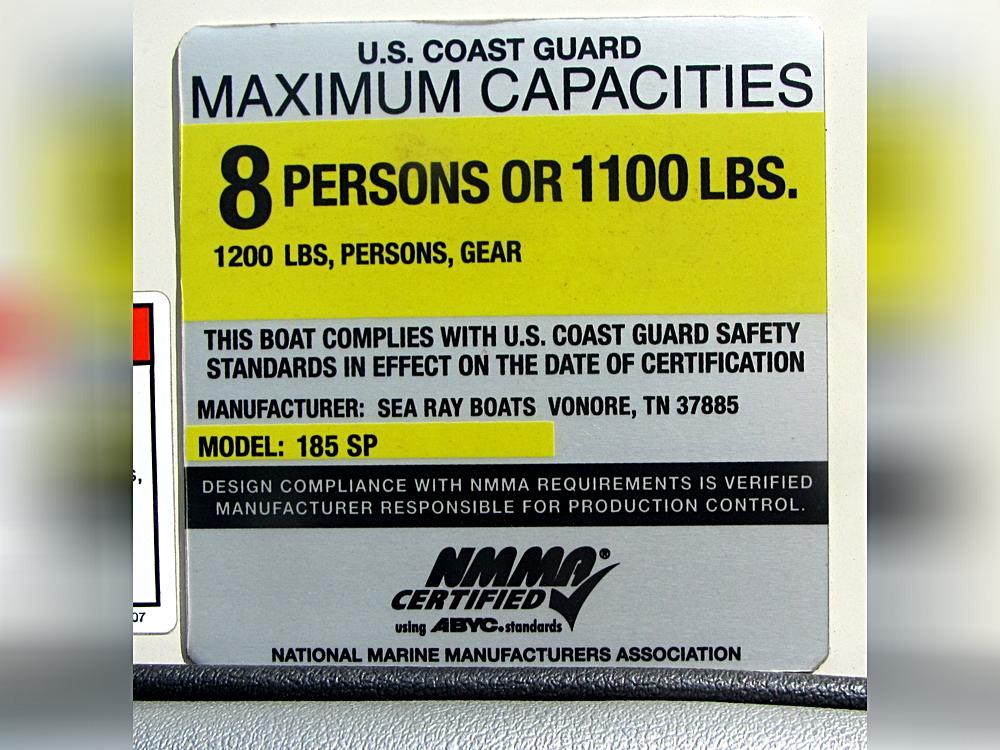 U.S. COAST GUARD
MAXIMUM CAPACITIES
8 PERSONS OR 1100 LBS.
1200 LBS, PERSONS, GEAR
THIS BOAT COMPLIES WITH U.S. COAST GUARD SAFETY
STANDARDS IN EFFECT ON THE DATE OF CERTIFICATION
MANUFACTURER: SEA RAY BOATS VONORE, TN 37885
MODEL: 185 SP
DESIGN COMPLIANCE WITH NMMA REQUIREMENTS IS VERIFIED
MANUFACTURER RESPONSIBLE FOR PRODUCTION CONTROL.
NMMA®
CERTIFIED
using ABYC. standards
NATIONAL MARINE MANUFACTURERS ASSOCIATION
07